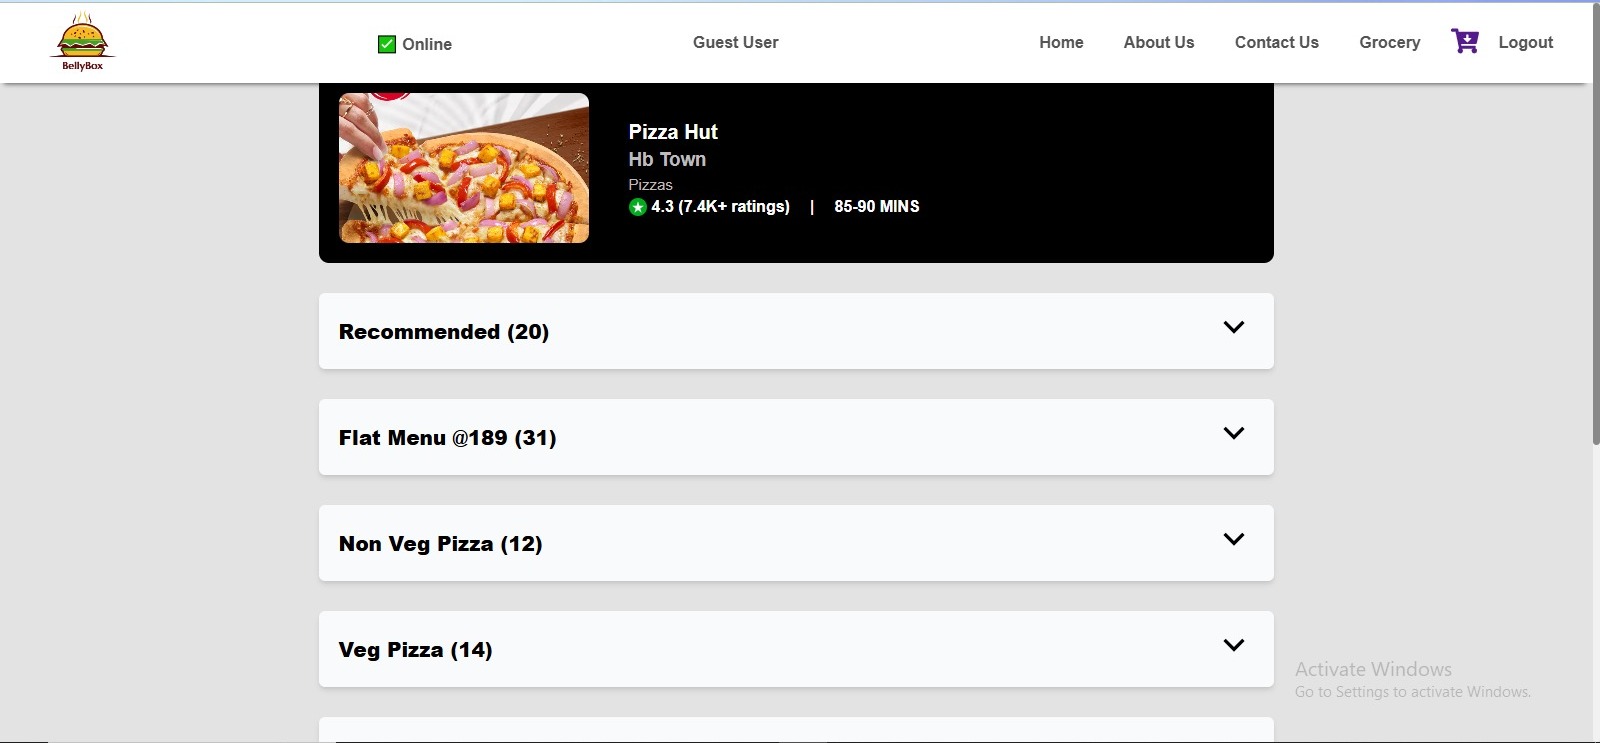 BellyBox
✅ Online
Guest User
Home
About Us
Contact Us
Grocery
Logout
Pizza Hut
Hb Town
Pizzas
4.3 (7.4K+ ratings) | 85-90 MINS
Recommended (20)
Flat Menu @189 (31)
Non Veg Pizza (12)
Veg Pizza (14)
Activate Windows
Go to Settings to activate Windows.